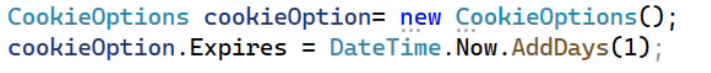 CookieOptions cookieOption= new CookieOptions();
cookieOption.Expires = DateTime.Now.AddDays(1);